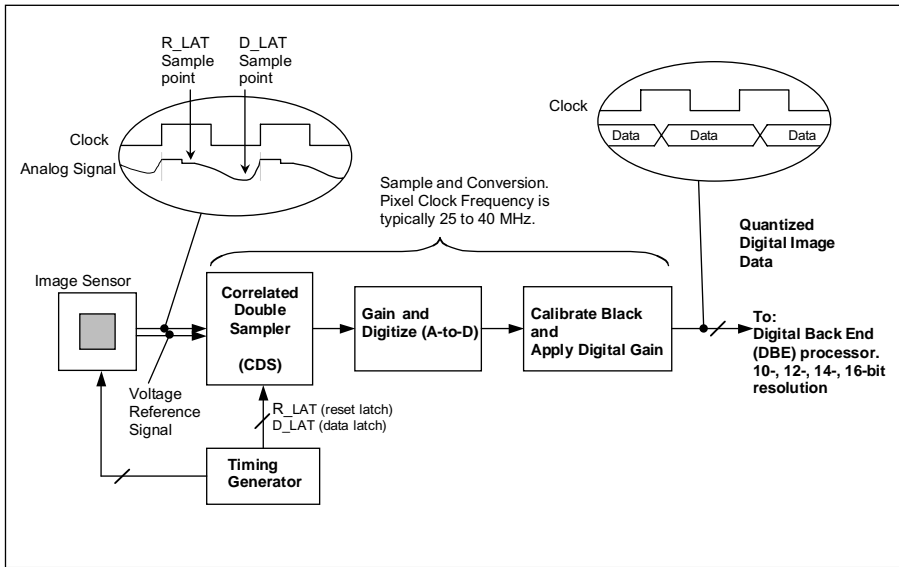 R_LAT
Sample
point
D_LAT
Sample
point
Clock
Analog Signal
Clock
Data
Data
Data
Sample and Conversion.
Pixel Clock Frequency is
typically 25 to 40 MHz.
Quantized
Digital Image
Data
Image Sensor
Correlated
Double
Sampler
(CDS)
Gain and
Digitize (A-to-D)
Calibrate Black
and
Apply Digital Gain
To:
Digital Back End
(DBE) processor.
10-, 12-, 14-, 16-bit
resolution
Voltage
Reference
Signal
R_LAT (reset latch)
D_LAT (data latch)
Timing
Generator